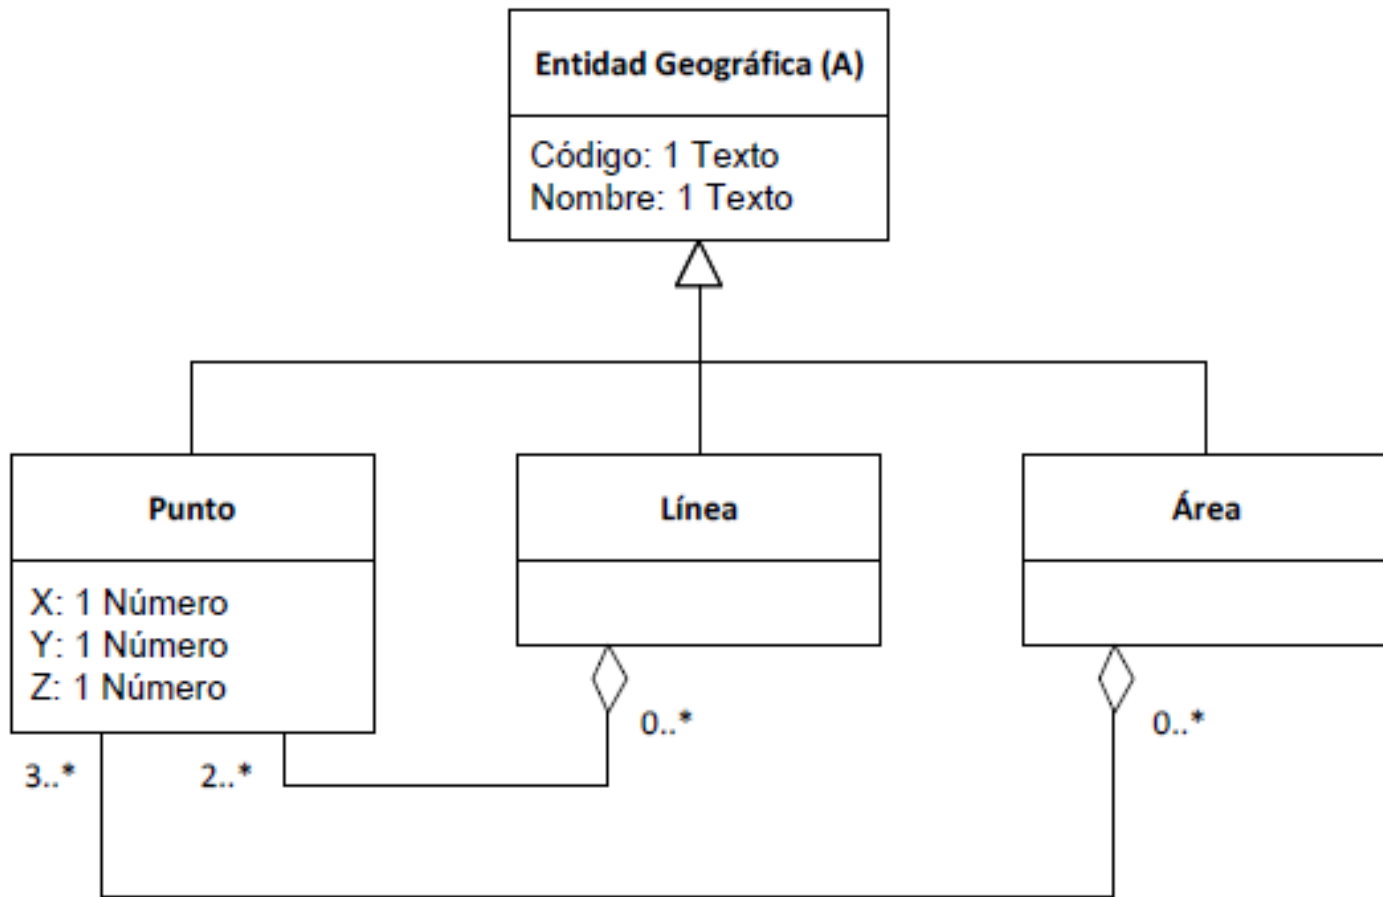 Entidad Geográfica (A)
Código: 1 Texto
Nombre: 1 Texto
Punto
X: 1 Número
Y: 1 Número
Z: 1 Número
Línea
Área
0..*
0..*
3..*
2..*